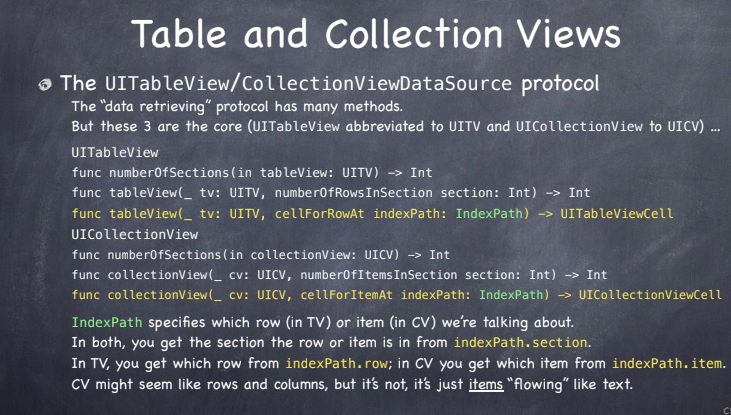 Table and Collection Views
The UITableView/CollectionViewDataSource protocol
The "data retrieving" protocol has many methods.
But these 3 are the core (UITableView abbreviated to UITV and UICollectionView to UICV) …
UITableView
func numberOfSections(in tableView: UITV) -> Int
func tableView(_ tv: UITV, numberOfRowsInSection section: Int) -> Int
func tableView(_ tv: UITV, cellForRowAt indexPath: IndexPath) -> UITableViewCell
UICollectionView
func numberOfSections(in collectionView: UICV) -> Int
func collectionView(_ cv: UICV, numberOfItemsInSection section: Int) -> Int
func collectionView(_ cv: UICV, cellForItemAt indexPath: IndexPath) -> UICollectionViewCell
IndexPath specifies which row (in TV) or item (in CV) we're talking about.
In both, you get the section the row or item is in from indexPath.section.
In TV, you get which row from indexPath.row; in CV you get which item from indexPath.item.
CV might seem like rows and columns, but it's not, it's just items "flowing" like text.